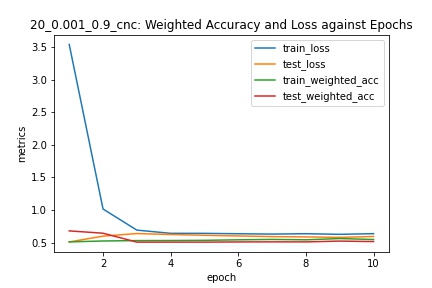 20_0.001_0.9_cnc: Weighted Accuracy and Loss against Epochs
3.5
3.0
2.5
2.0
1.5
1.0
0.5
metrics
train_loss
test_loss
train_weighted_acc
test_weighted_acc
2
4
6
8
10
epoch